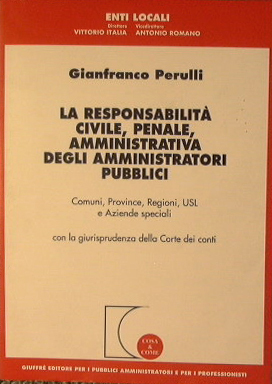 ENTI LOCALI
Direttore Vicedirettore
VITTORIO ITALIA ANTONIO ROMANO
Gianfranco Perulli
LA RESPONSABILITÀ
CIVILE, PENALE,
AMMINISTRATIVA
DEGLI AMMINISTRATORI
PUBBLICI
Comuni, Province, Regioni, USL
e Aziende speciali
con la giurisprudenza della Corte dei conti
COSA
&
COME
GIUFFRÈ EDITORE PER I PUBBLICI AMMINISTRATORI E PER I PROFESSIONISTI